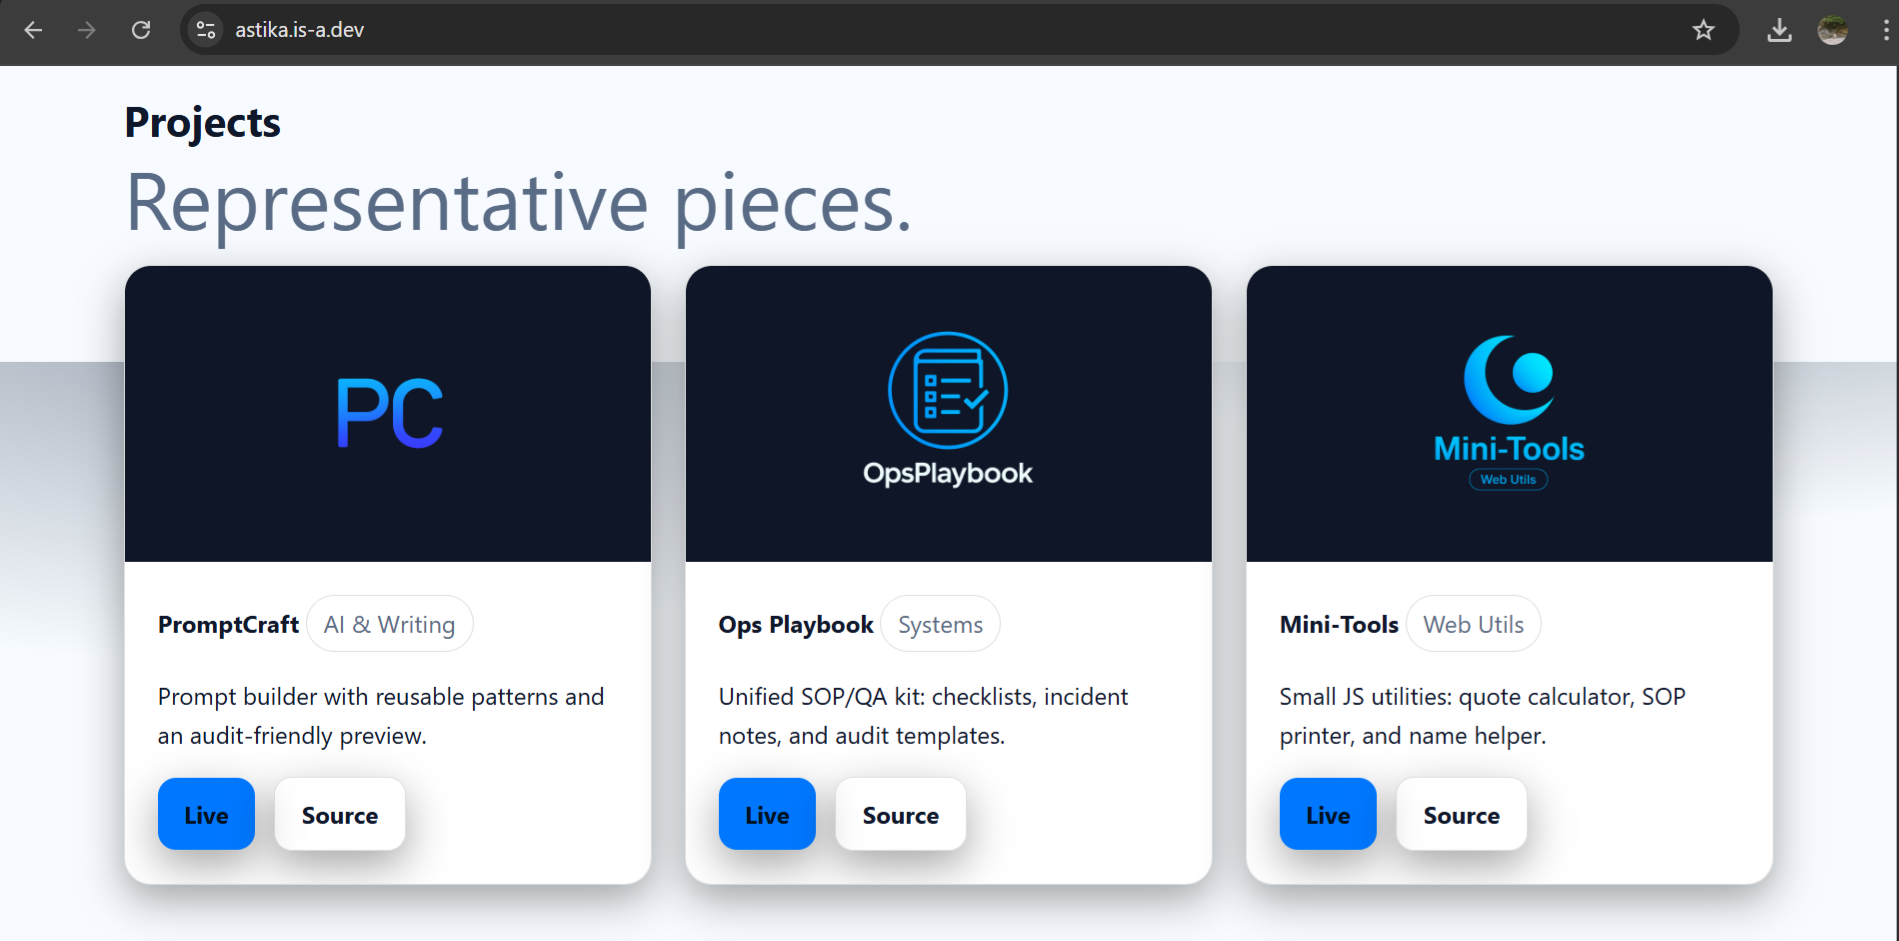 astika.is-a.dev
Projects
Representative pieces.
PC
OpsPlaybook
Mini-Tools
Web Utils
PromptCraft AI & Writing
Prompt builder with reusable patterns and
an audit-friendly preview.
Live Source
Ops Playbook Systems
Unified SOP/QA kit: checklists, incident
notes, and audit templates.
Live Source
Mini-Tools Web Utils
Small JS utilities: quote calculator, SOP
printer, and name helper.
Live Source